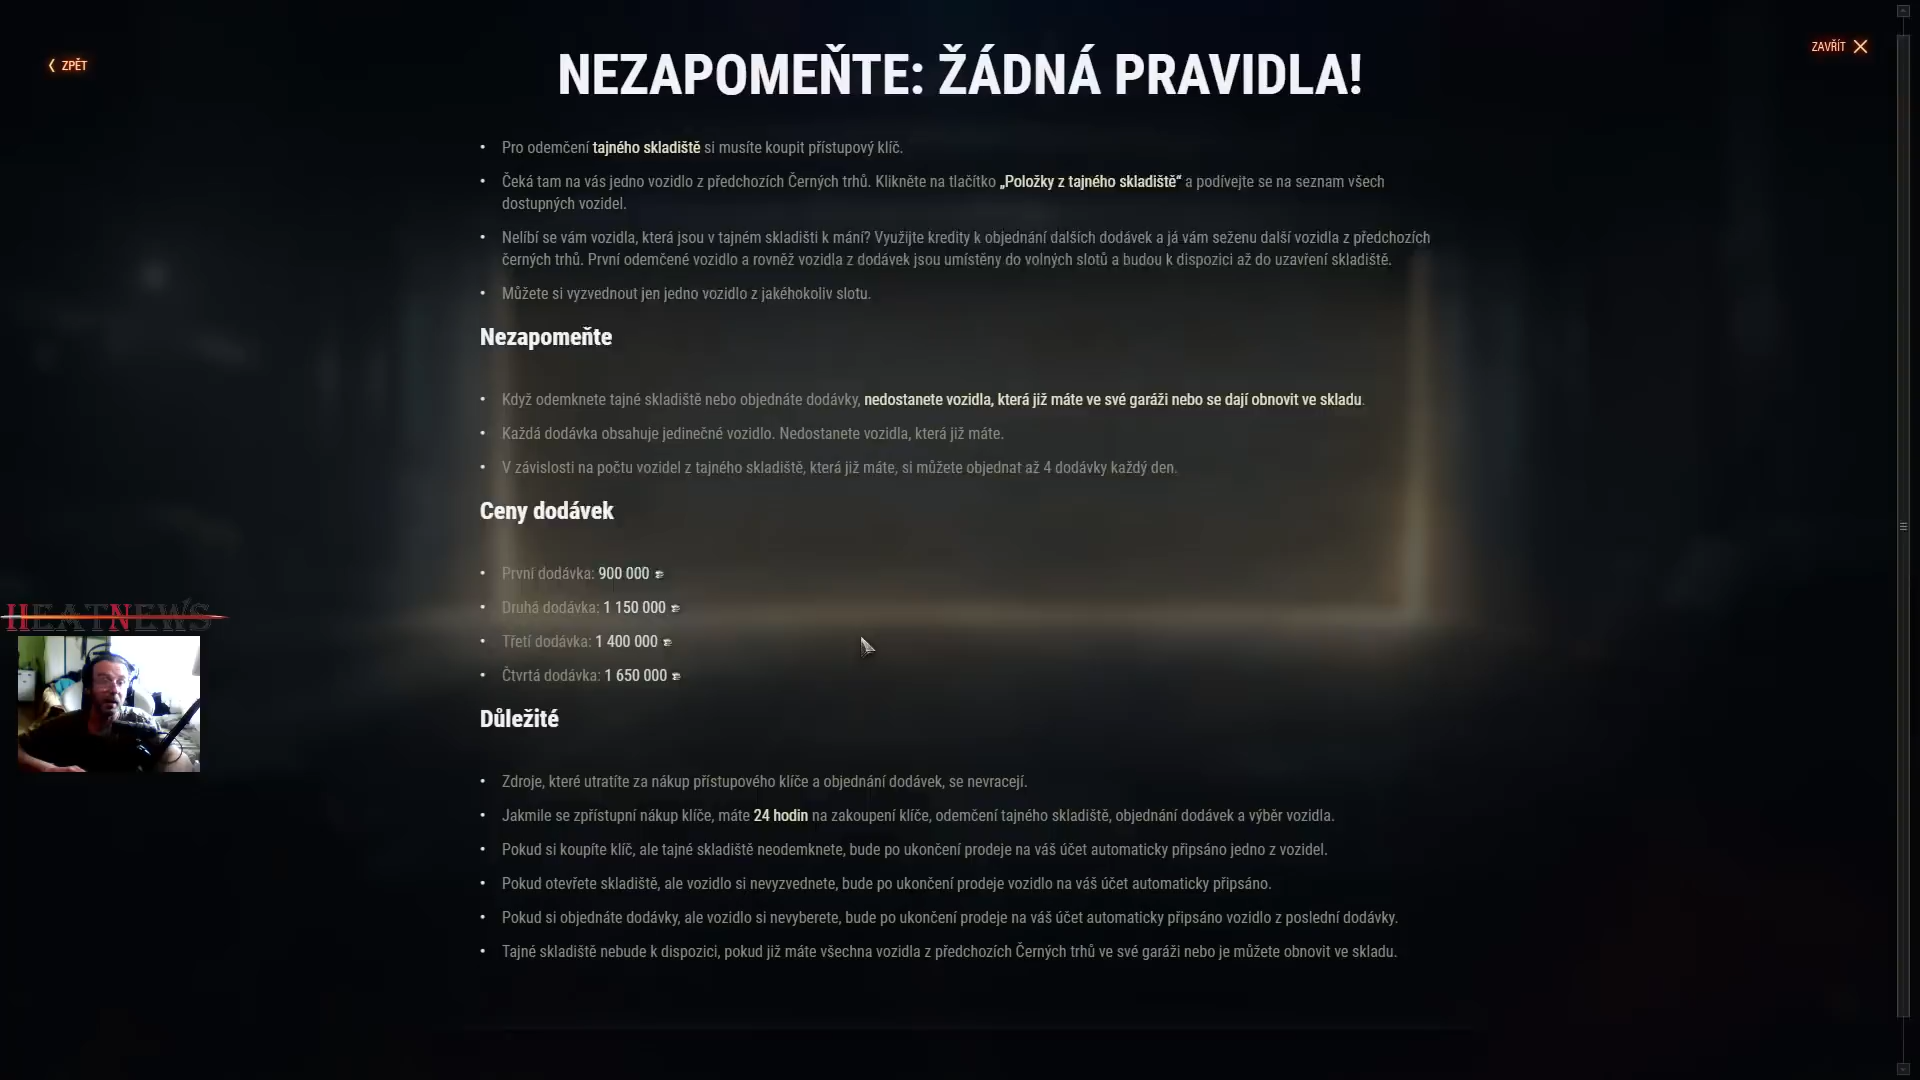 ZPĚT
ZAVŘÍT
NEZAPOMEŇTE: ŽÁDNÁ PRAVIDLA!
• Pro odemčení tajného skladiště si musíte koupit přístupový klíč.
• Čeká tam na vás jedno vozidlo z předchozích Černých trhů. Klikněte na tlačítko „Položky z tajného skladiště“ a podívejte se na seznam všech
dostupných vozidel.
• Nelíbí se vám vozidla, která jsou v tajném skladišti k mání? Využijte kredity k objednání dalších dodávek a já vám seženu další vozidla z předchozích
černých trhů. První odemčené vozidlo a rovněž vozidla z dodávek jsou umístěny do volných slotů a budou k dispozici až do uzavření skladiště.
• Můžete si vyzvednout jen jedno vozidlo z jakéhokoliv slotu.
Nezapomeňte
• Když odemknete tajné skladiště nebo objednáte dodávky, nedostanete vozidla, která již máte ve své garáži nebo se dají obnovit ve skladu.
• Každá dodávka obsahuje jedinečné vozidlo. Nedostanete vozidla, která již máte.
• V závislosti na počtu vozidel z tajného skladiště, která již máte, si můžete objednat až 4 dodávky každý den.
Ceny dodávek
• První dodávka: 900 000
• Druhá dodávka: 1 150 000
• Třetí dodávka: 1 400 000
• Čtvrtá dodávka: 1 650 000
HEATNEWS
Důležité
• Zdroje, které utratíte za nákup přístupového klíče a objednání dodávek, se nevracejí.
• Jakmile se zpřístupní nákup klíče, máte 24 hodin na zakoupení klíče, odemčení tajného skladiště, objednání dodávek a výběr vozidla.
• Pokud si koupíte klíč, ale tajné skladiště neodemknete, bude po ukončení prodeje na váš účet automaticky připsáno jedno z vozidel.
• Pokud otevřete skladiště, ale vozidlo si nevyzvednete, bude po ukončení prodeje vozidlo na váš účet automaticky připsáno.
• Pokud si objednáte dodávky, ale vozidlo si nevyberete, bude po ukončení prodeje na váš účet automaticky připsáno vozidlo z poslední dodávky.
• Tajné skladiště nebude k dispozici, pokud již máte všechna vozidla z předchozích Černých trhů ve své garáži nebo je můžete obnovit ve skladu.